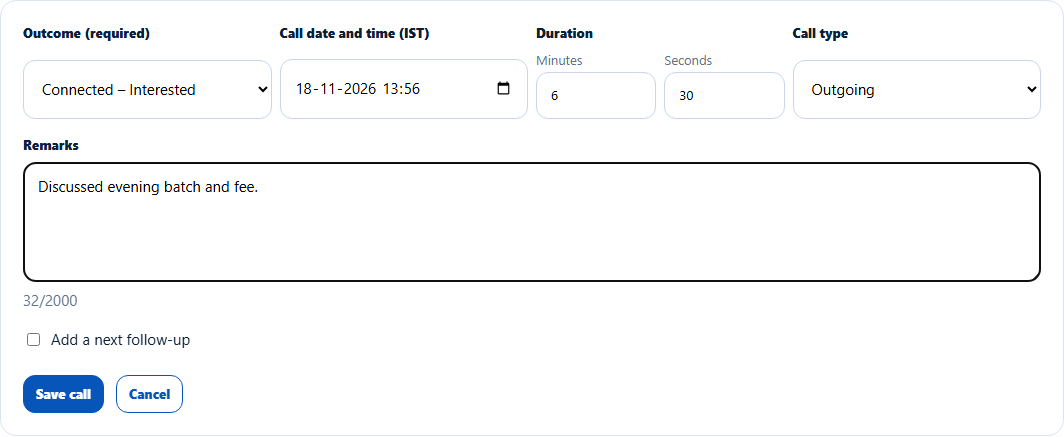 Outcome (required) Call date and time (IST) Duration Call type
Minutes Seconds
Connected – Interested 18-11-2026 13:56 6 30 Outgoing
Remarks
Discussed evening batch and fee.
32/2000
Add a next follow-up
Save call Cancel